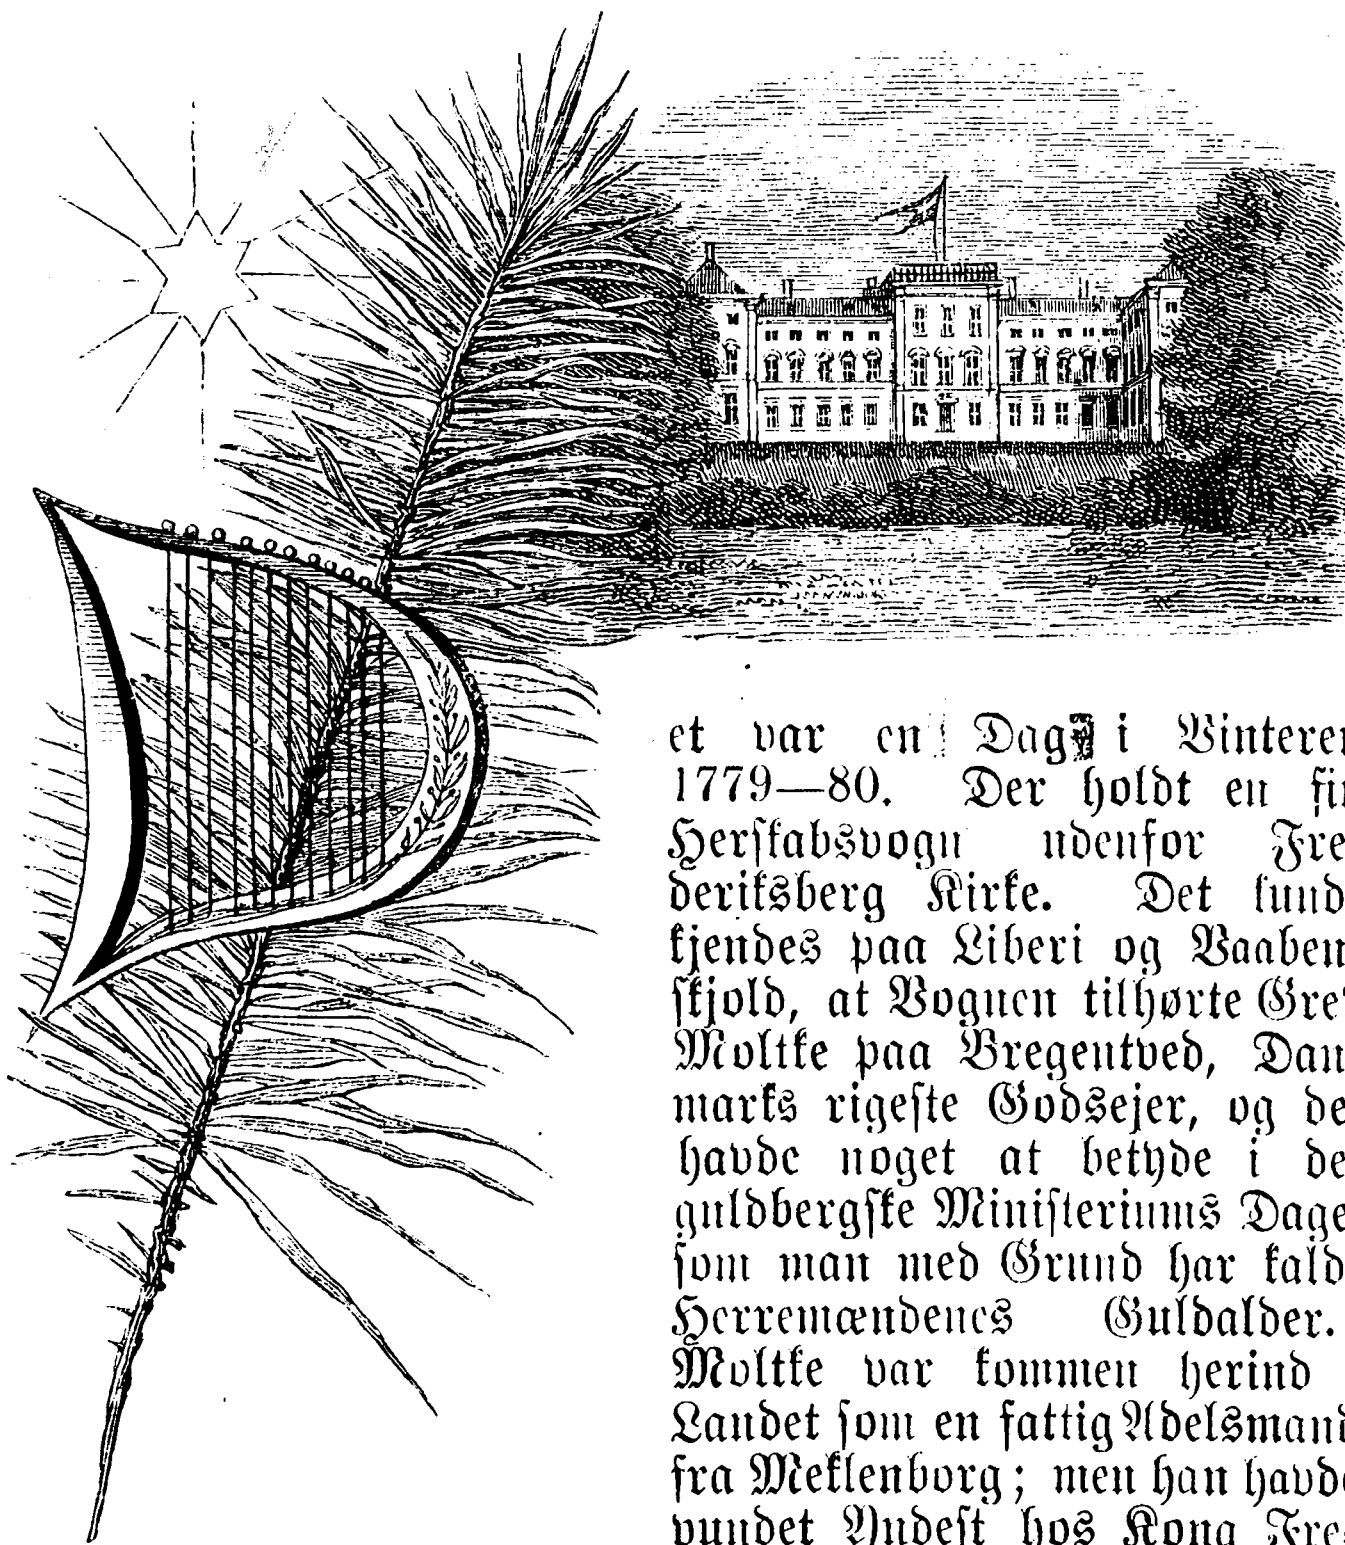 et var en Dag i Vinteren
1779—80. Der holdt en fin
Herskabsvogn udenfor Fre
deriksberg Kirke. Det kund
kjendes paa Liberi og Vaaben
skjold, at Vognen tilhørte Gre
Moltke paa Bregentved, Dan
marks rigeste Godsejer, og de
havde noget at betyde i de
guldbergske Ministeriums Dage
som man med Grund har kald
Herremændenes Guldalder.
Moltke var kommen herind
Landet som en fattig Adelsmand
fra Meklenborg; men han havde
vundet Yndest hos Kong Fre=